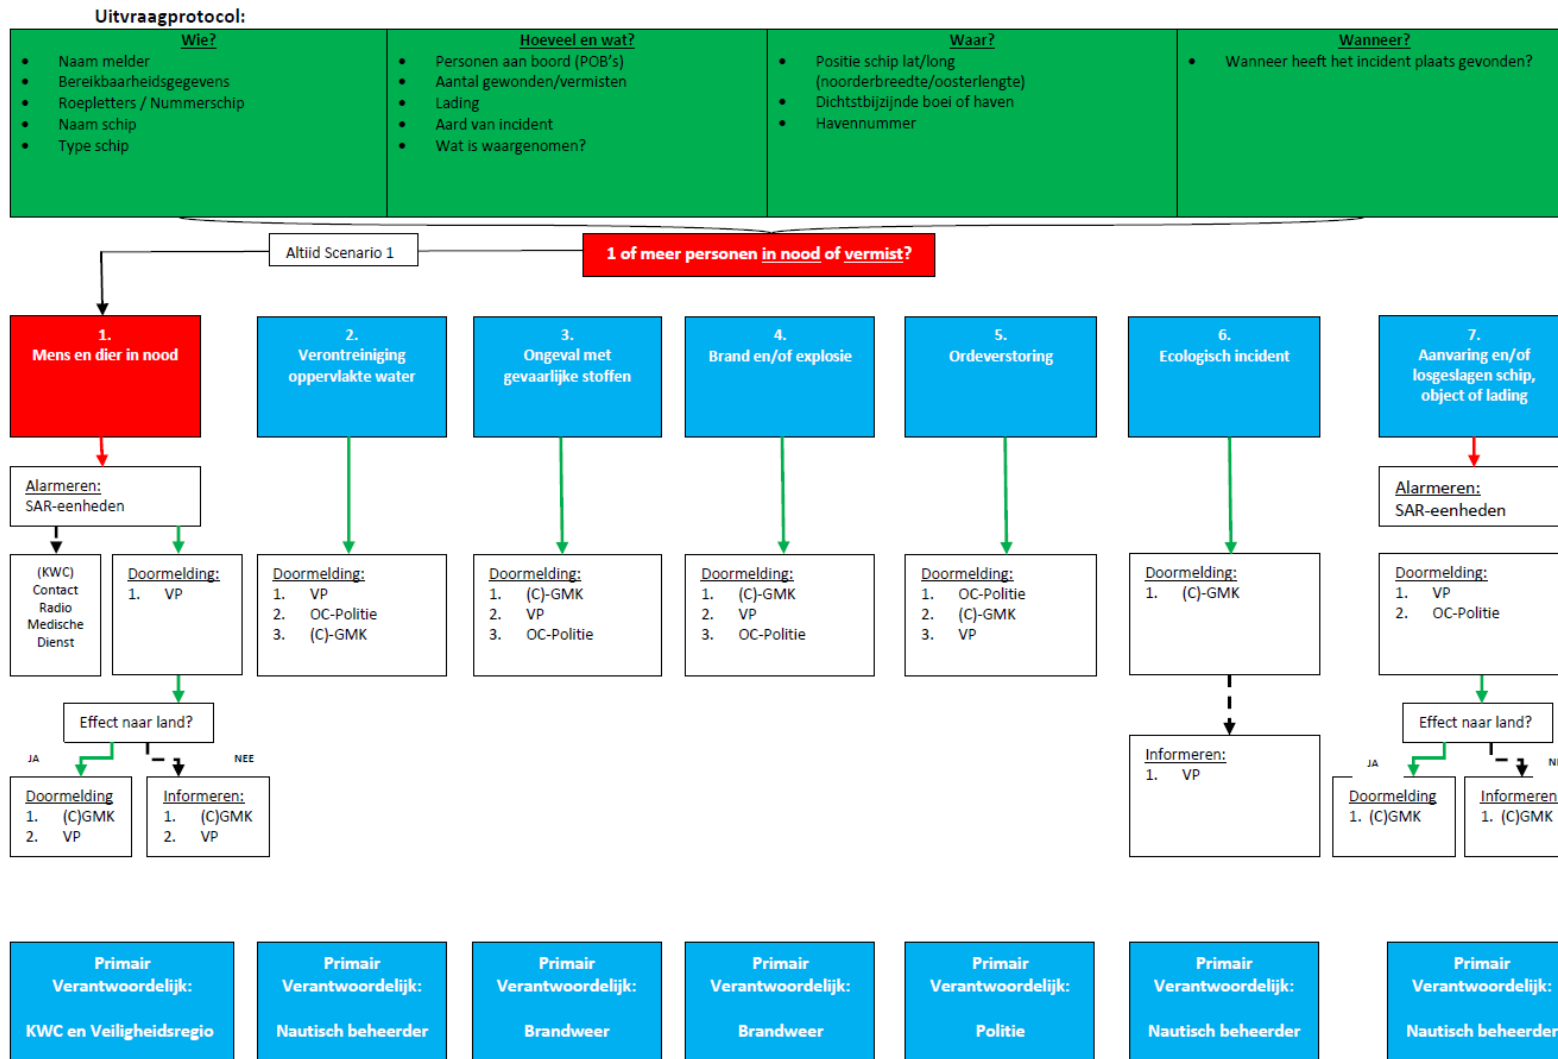 Uitvraagprotocol:
Wie?
• Naam melder
• Bereikbaarheidsgegevens
• Roepletters / Nummerschip
• Naam schip
• Type schip
Hoeveel en wat?
• Personen aan boord (POB's)
• Aantal gewonden/vermisten
• Lading
• Aard van incident
• Wat is waargenomen?
Waar?
• Positie schip lat/long
(noorderbreedte/oosterlengte)
• Dichtstbijzijnde boei of haven
• Havennummer
Wanneer?
• Wanneer heeft het incident plaats gevonden?
Altiid Scenario 1
1 of meer personen in nood of vermist?
1.
Mens en dier in nood
2.
Verontreiniging
oppervlakte water
3.
Ongeval met
gevaarlijke stoffen
4.
Brand en/of explosie
5.
Ordeverstoring
6.
Ecologisch incident
7.
Aanvaring en/of
losgeslagen schip,
object of lading
Alarmeren:
SAR-eenheden
Alarmeren:
SAR-eenheden
(KWC)
Contact
Radio
Medische
Dienst
Doormelding:
1. VP
Doormelding:
1. VP
2. OC-Politie
3. (C)-GMK
Doormelding:
1. (C)-GMK
2. VP
3. OC-Politie
Doormelding:
1. (C)-GMK
2. VP
3. OC-Politie
Doormelding:
1. OC-Politie
2. (C)-GMK
3. VP
Doormelding:
1. (C)-GMK
Doormelding:
1. VP
2. OC-Politie
Effect naar land?
JA
NEE
Doormelding
1. (C)GMK
2. VP
Informeren:
1. (C)GMK
2. VP
Informeren:
1. VP
Effect naar land?
JA
Doormelding
1. (C)GMK
Informeren:
1. (C)GMK
Primair
Verantwoordelijk:
KWC en Veiligheidsregio
Primair
Verantwoordelijk:
Nautisch beheerder
Primair
Verantwoordelijk:
Brandweer
Primair
Verantwoordelijk:
Brandweer
Primair
Verantwoordelijk:
Politie
Primair
Verantwoordelijk:
Nautisch beheerder
Primair
Verantwoordelijk:
Nautisch beheerder